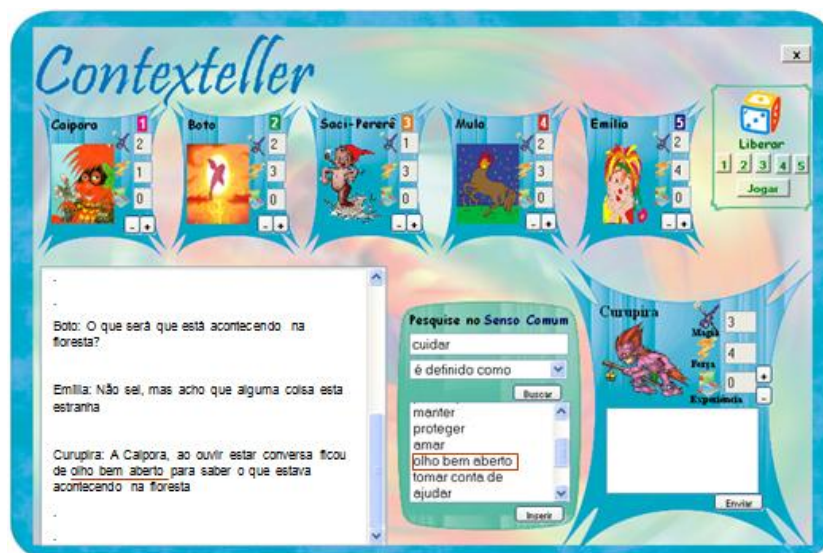 Contexteller
x
Caipora 1
2
1
0
- +
Boto 2
2
3
0
- +
Saci-Pererê 3
1
3
0
- +
Mula 4
2
3
0
- +
Emília 5
2
4
0
- +
Liberar
1 2 3 4 5
Jogar
.
.
Boto: O que será que está acontecendo na
floresta?
Emília: Não sei, mas acho que alguma coisa esta
estranha
Curupira: A Caipora, ao ouvir estar conversa ficou
de olho bem aberto para saber o que estava
acontecendo na floresta
.
.
Pesquise no Senso Comum
cuidar
é definido como
Buscar
manter
proteger
amar
olho bem aberto
tomar conta de
ajudar
Inserir
Curupira
Magia 3
Força 4
Experiência 0
+
-
Enviar